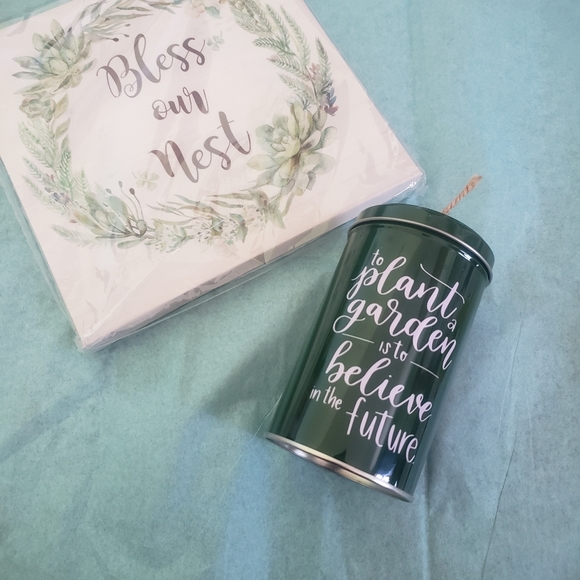 Bless
our
Nest
to
plant a
garden
is to
believe
in the
future.